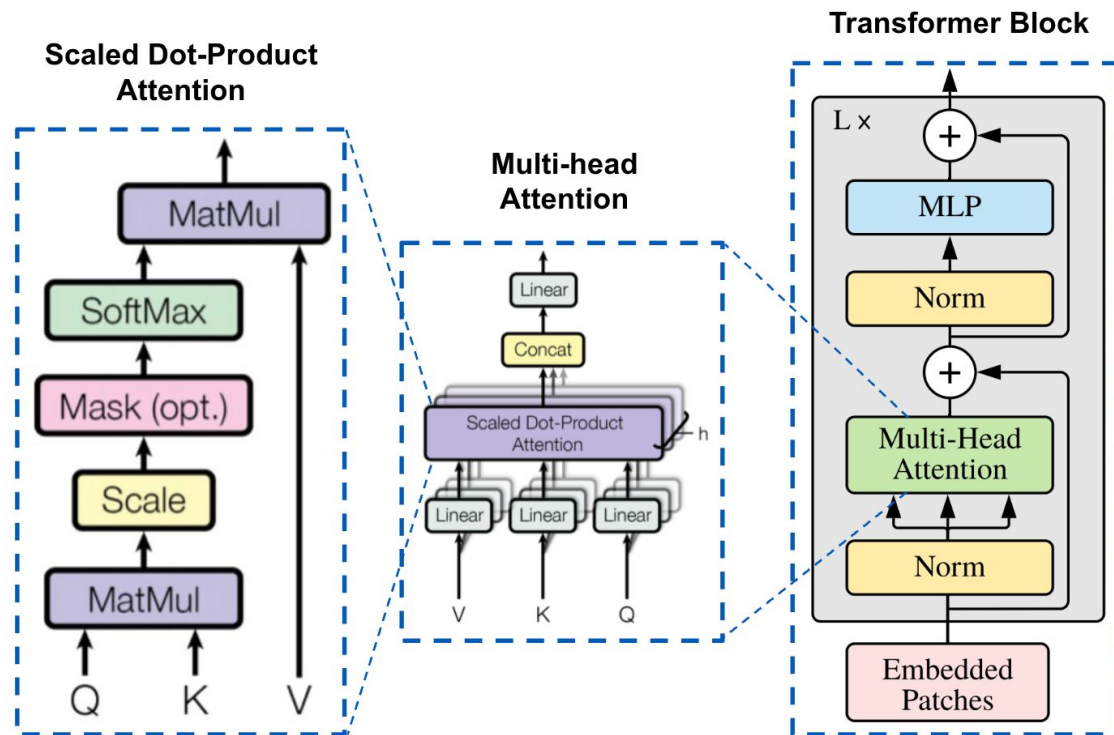 Scaled Dot-Product
Attention
MatMul
SoftMax
Mask (opt.)
Scale
MatMul
Q K V
Multi-head
Attention
Linear
Concat
Scaled Dot-Product
Attention
h
Linear Linear Linear
V K Q
Transformer Block
L x
+
MLP
Norm
+
Multi-Head
Attention
Norm
Embedded
Patches